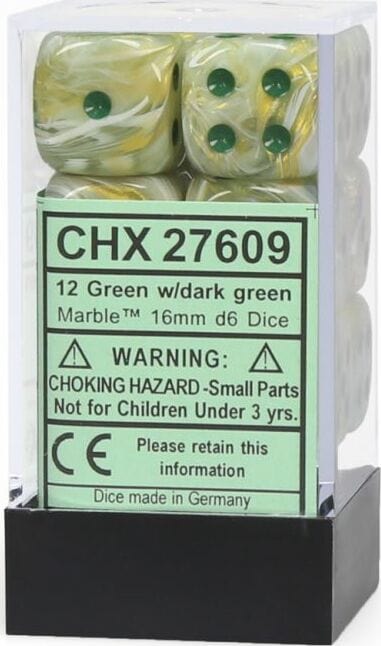 CHX 27609
12 Green w/dark green
Marble™ 16mm d6 Dice
⚠ WARNING: ⚠
CHOKING HAZARD -Small Parts
Not for Children Under 3 yrs.
CE Please retain this
information
Dice made in Germany